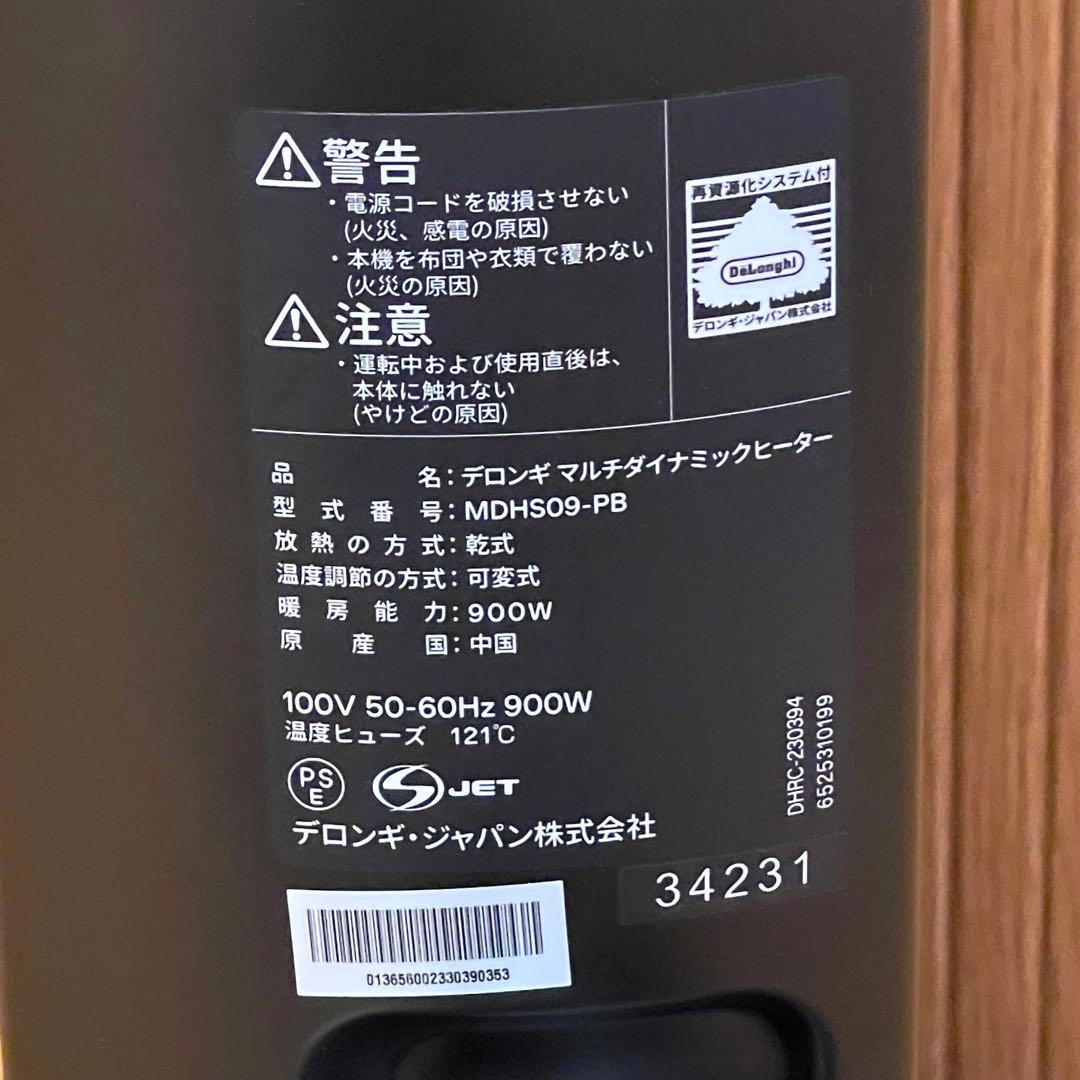 警告
・電源コードを破損させない
(火災、感電の原因)
・本機を布団や衣類で覆わない
(火災の原因)
注意
・運転中および使用直後は、
本体に触れない
(やけどの原因)
再資源化システム付
DeLonghi
デロンギ・ジャパン株式会社
品名：デロンギ マルチダイナミックヒーター
型式番号：MDHS09-PB
放熱の方式：乾式
温度調節の方式：可変式
暖房能力：900W
原産国：中国
100V 50-60Hz 900W
温度ヒューズ 121℃
PSE
JET
デロンギ・ジャパン株式会社
DHRC-230394
6525310199
34231
013656002330390353